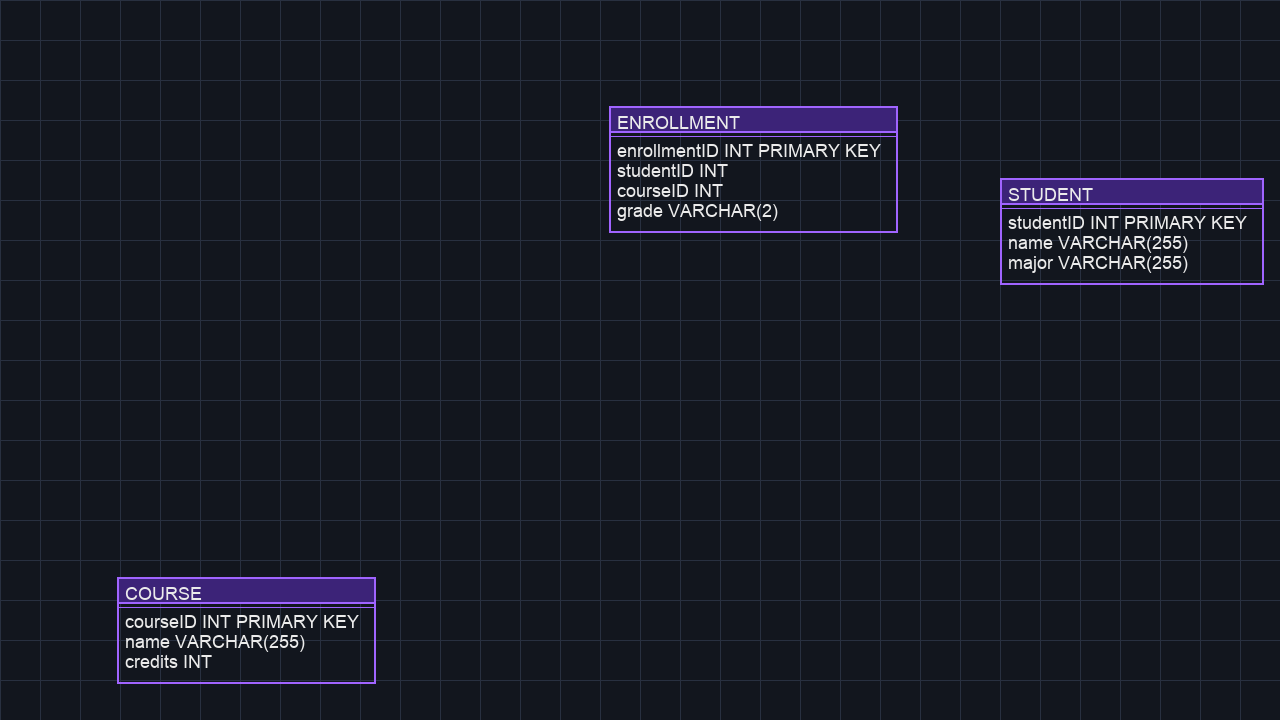 ENROLLMENT
enrollmentID INT PRIMARY KEY
studentID INT
courseID INT
grade VARCHAR(2)
STUDENT
studentID INT PRIMARY KEY
name VARCHAR(255)
major VARCHAR(255)
COURSE
courseID INT PRIMARY KEY
name VARCHAR(255)
credits INT